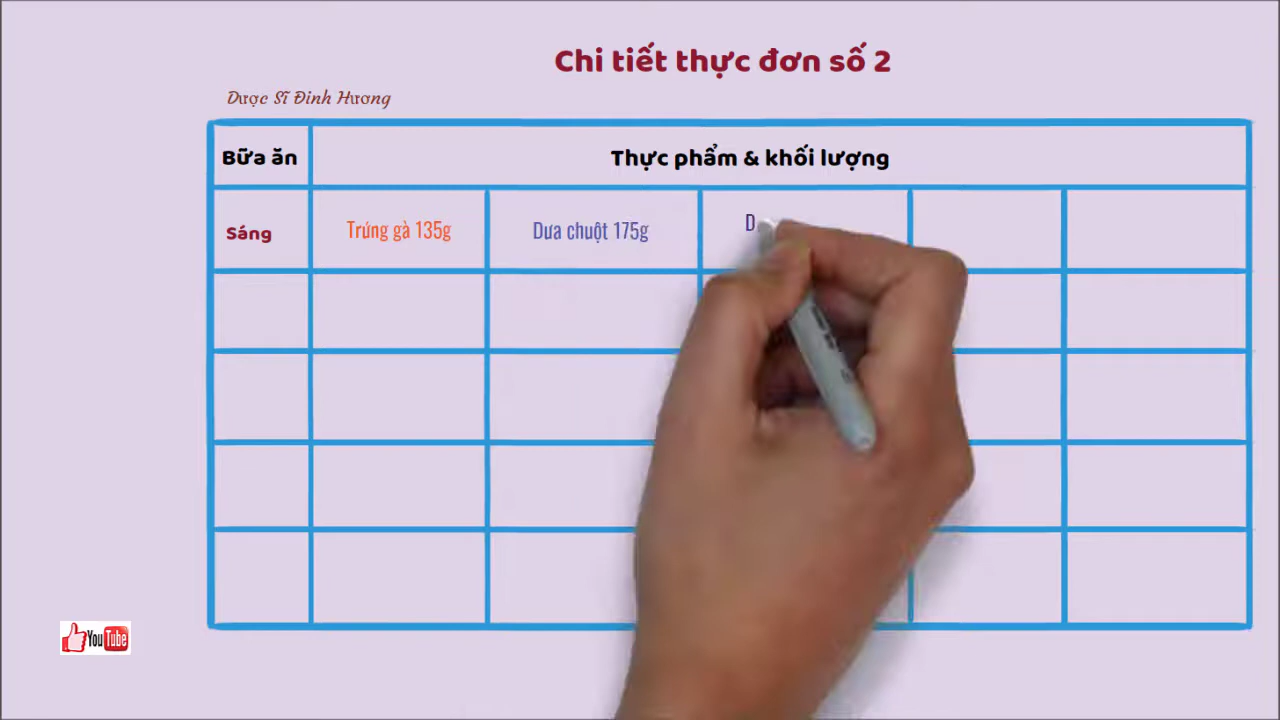 Chi tiết thực đơn số 2
Dược Sĩ Đinh Hương
Bữa ăn
Thực phẩm & khối lượng
Sáng
Trứng gà 135g
Dưa chuột 175g
D
YouTube